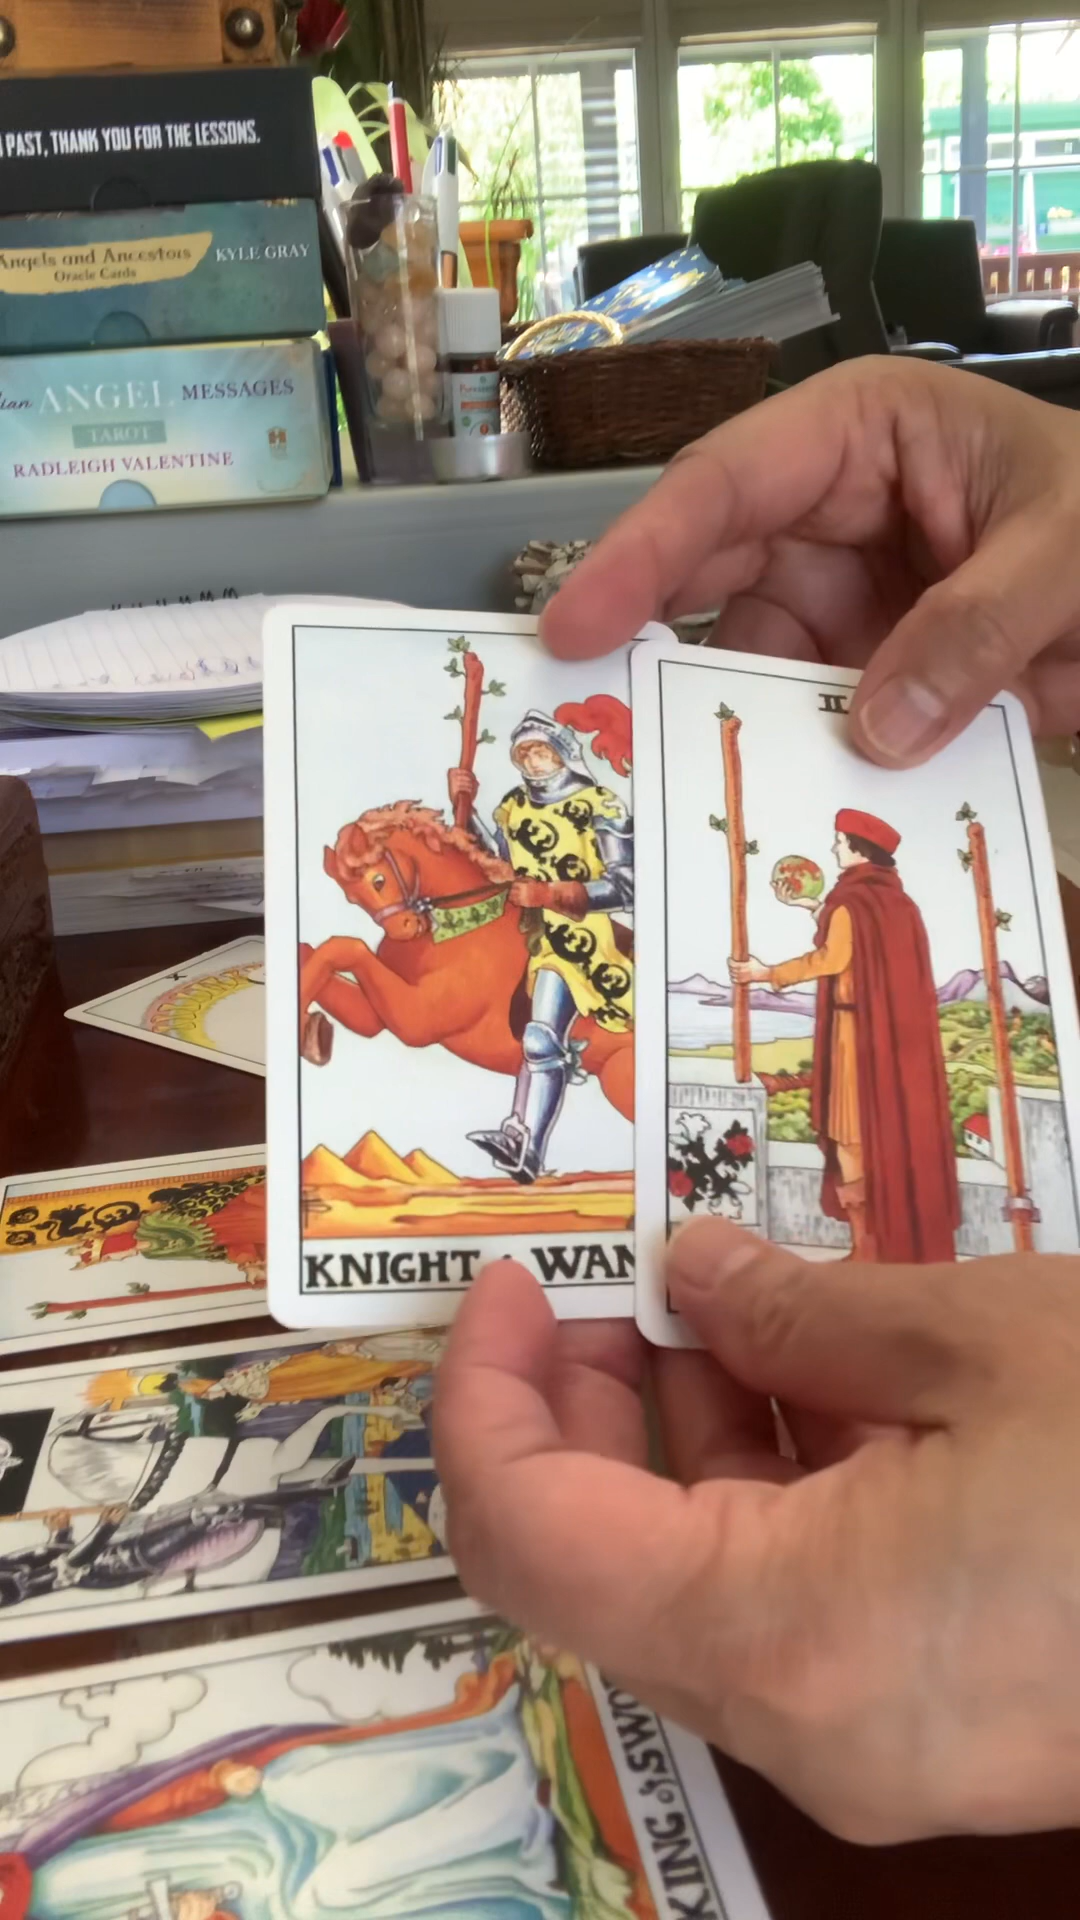 PAST, THANK YOU FOR THE LESSONS.
Angels and Ancestors
Oracle Cards
KYLE GRAY
ANGEL MESSAGES
TAROT
RADLEIGH VALENTINE
II
KNIGHT WAN
X
KING of SWO